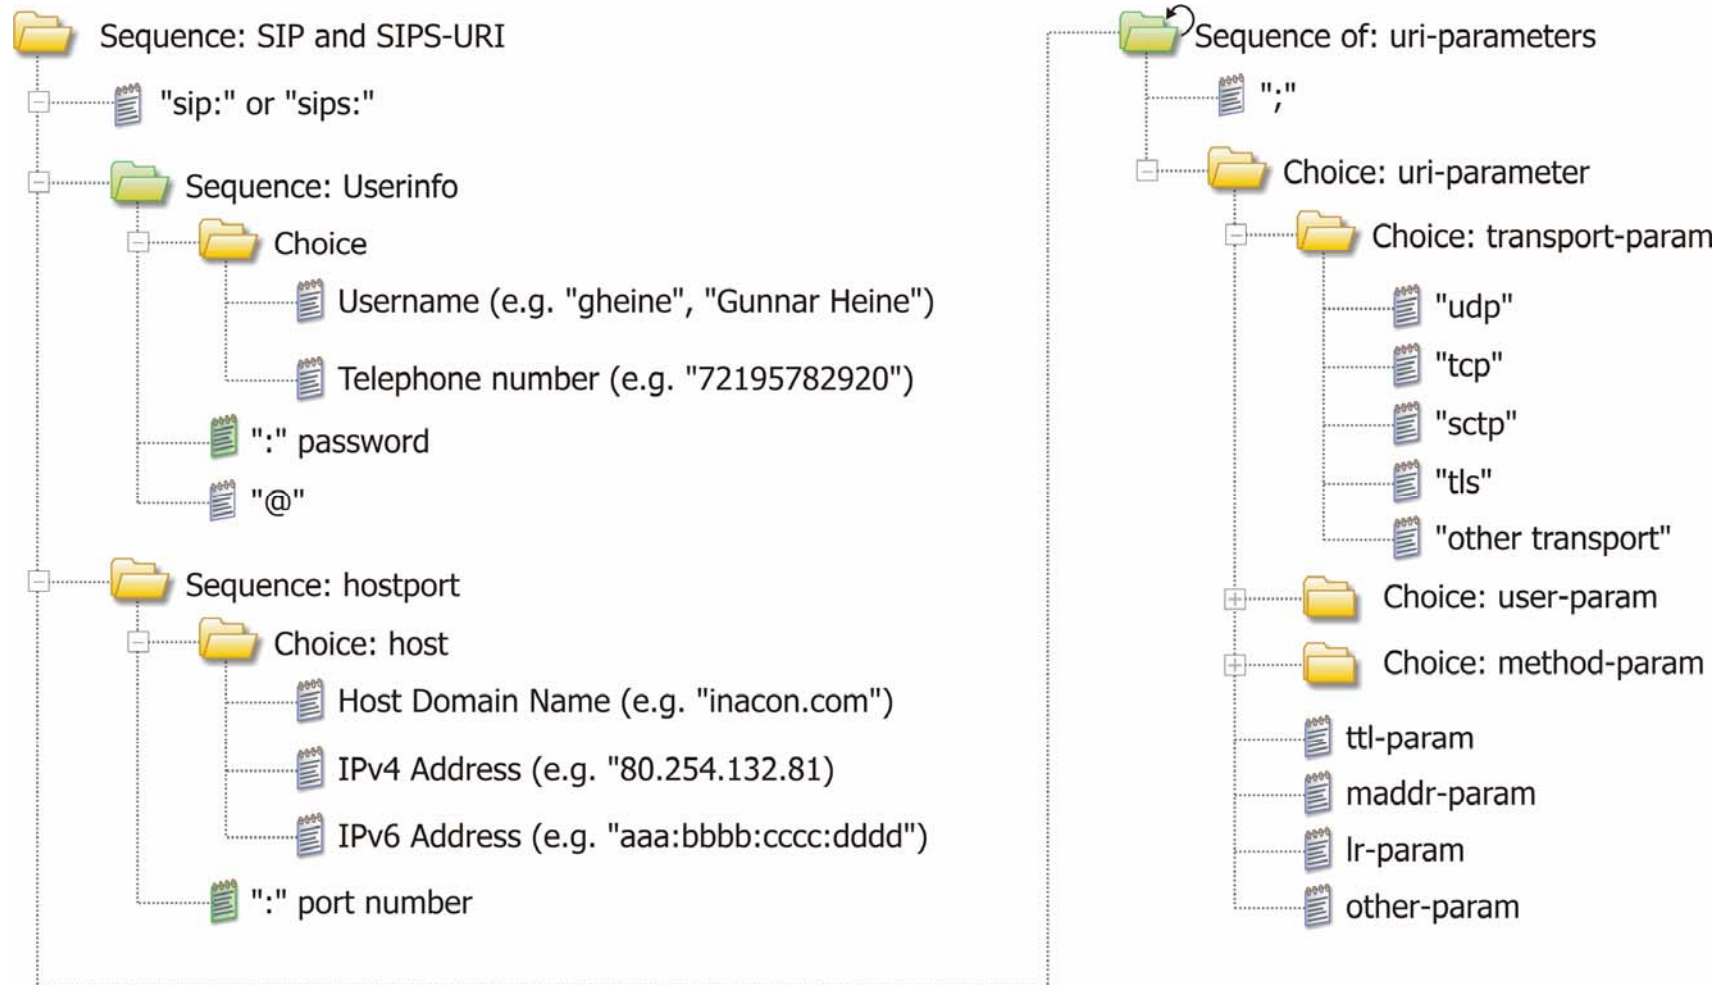 Sequence: SIP and SIPS-URI
"sip:" or "sips:"
Sequence: Userinfo
Choice
Username (e.g. "gheine", "Gunnar Heine")
Telephone number (e.g. "72195782920")
":" password
"@"
Sequence: hostport
Choice: host
Host Domain Name (e.g. "inacon.com")
IPv4 Address (e.g. "80.254.132.81)
IPv6 Address (e.g. "aaa:bbbb:cccc:dddd")
":" port number
Sequence of: uri-parameters
";"
Choice: uri-parameter
Choice: transport-param
"udp"
"tcp"
"sctp"
"tls"
"other transport"
Choice: user-param
Choice: method-param
ttl-param
maddr-param
lr-param
other-param